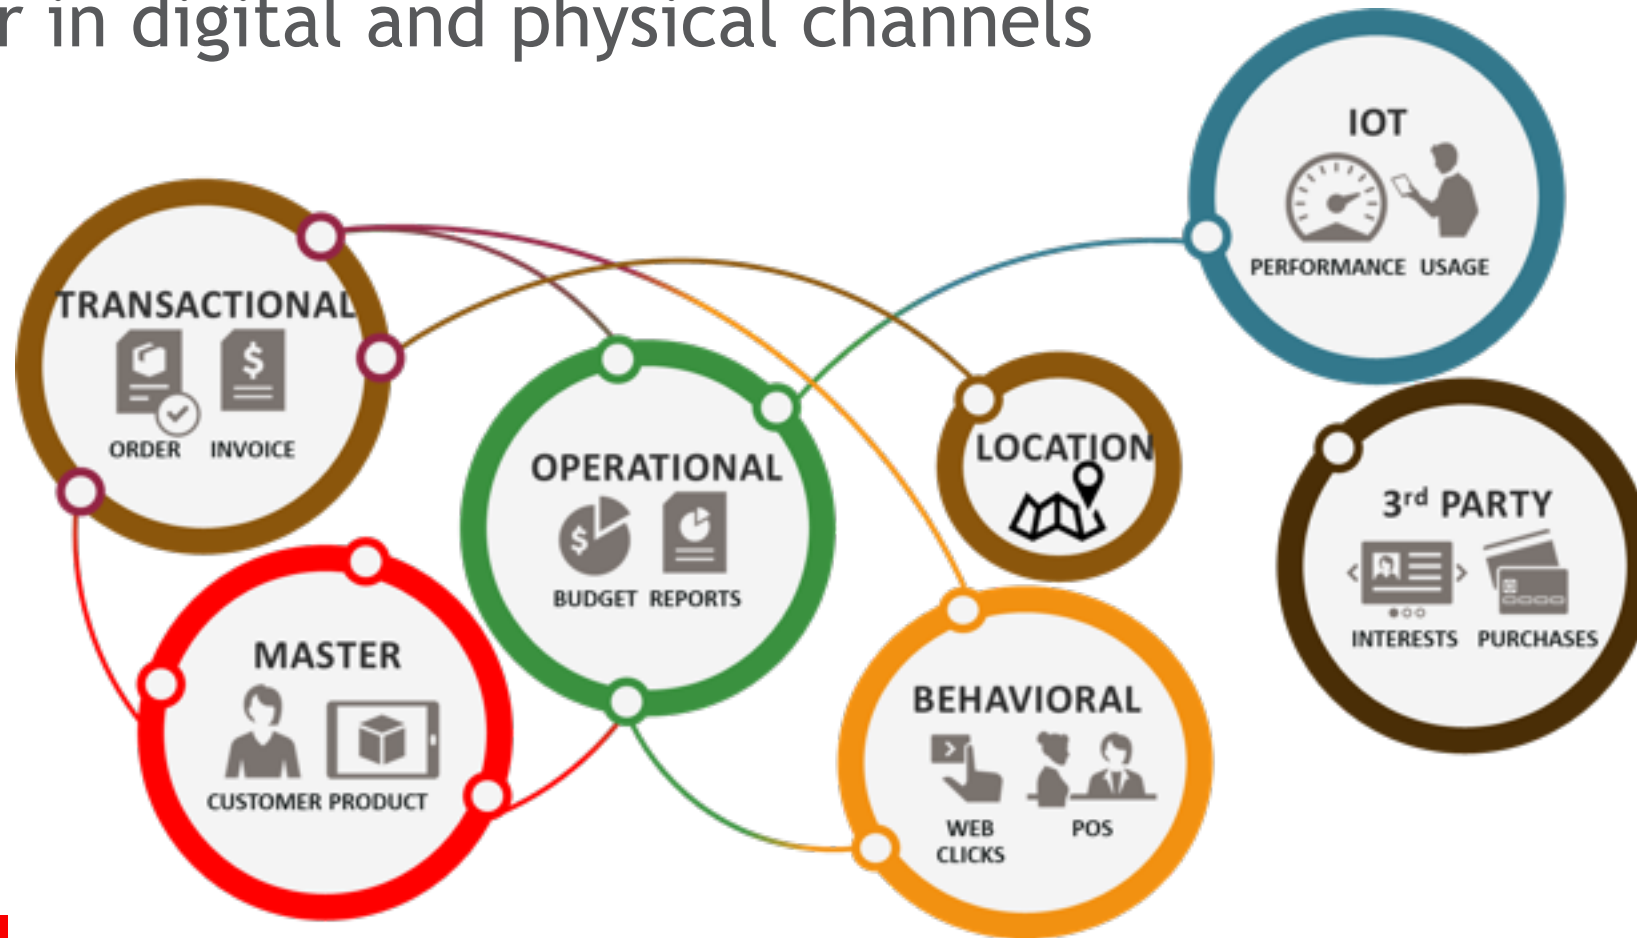 r in digital and physical channels
IOT
PERFORMANCE USAGE
TRANSACTIONAL
$
ORDER INVOICE
OPERATIONAL
$
BUDGET REPORTS
LOCATION
3rd PARTY
INTERESTS PURCHASES
MASTER
CUSTOMER PRODUCT
BEHAVIORAL
WEB
CLICKS
POS